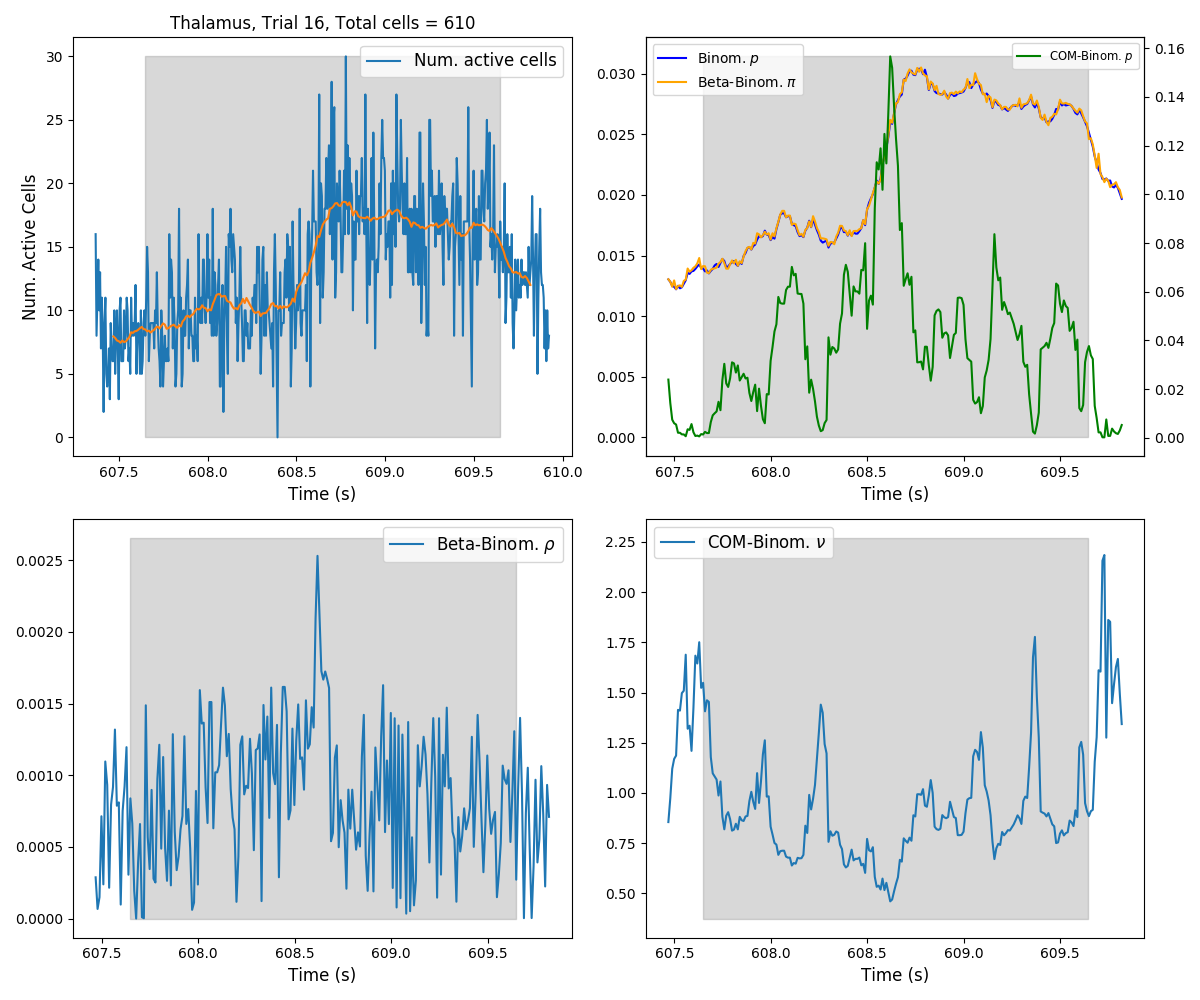 Thalamus, Trial 16, Total cells = 610
Num. active cells
Num. Active Cells
30
25
20
15
10
5
0
607.5 608.0 608.5 609.0 609.5 610.0
Time (s)
Binom. p
Beta-Binom. π
COM-Binom. p
0.030
0.025
0.020
0.015
0.010
0.005
0.000
0.16
0.14
0.12
0.10
0.08
0.06
0.04
0.02
0.00
607.5 608.0 608.5 609.0 609.5
Time (s)
Beta-Binom. ρ
0.0025
0.0020
0.0015
0.0010
0.0005
0.0000
607.5 608.0 608.5 609.0 609.5
Time (s)
COM-Binom. ν
2.25
2.00
1.75
1.50
1.25
1.00
0.75
0.50
607.5 608.0 608.5 609.0 609.5
Time (s)